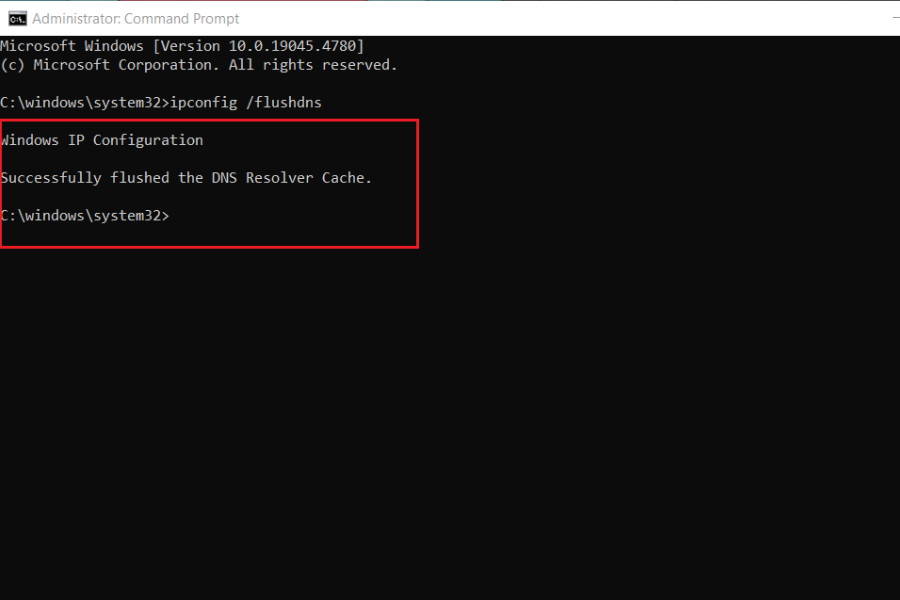 Administrator: Command Prompt
Microsoft Windows [Version 10.0.19045.4780]
(c) Microsoft Corporation. All rights reserved.
C:\windows\system32>ipconfig /flushdns
Windows IP Configuration
Successfully flushed the DNS Resolver Cache.
C:\windows\system32>